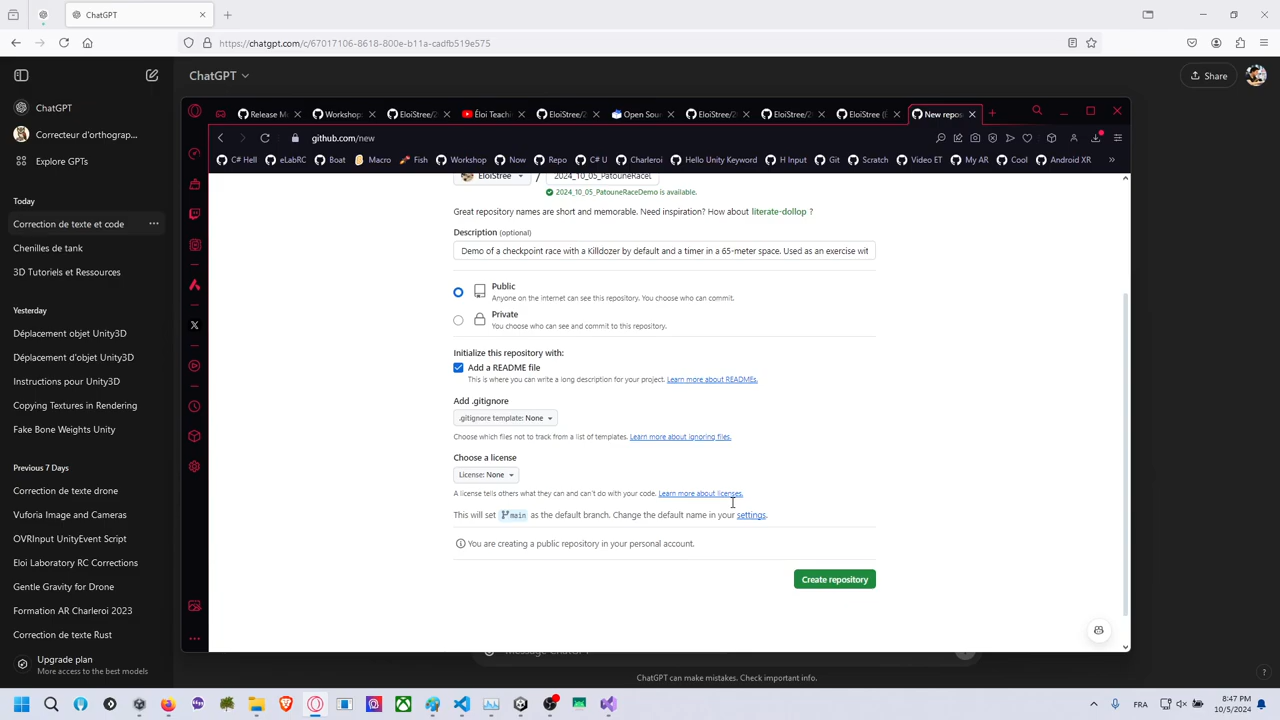 ChatGPT
https://chatgpt.com/c/67017106-8618-800e-b11a-cadfb519e575
ChatGPT
Share
ChatGPT
Correcteur d'orthograp...
Explore GPTs
Today
Correction de texte et code
Chenilles de tank
3D Tutoriels et Ressources
Yesterday
Déplacement objet Unity3D
Déplacement d'objet Unity3D
Abstractions pour Unity3D
Copying Textures in Rendering
Fake Bone Weights Unity
Previous 7 Days
Correction de texte drone
Vuforia Image and Cameras
OVRInput UnityEvent Script
Eloi Laboratory RC Corrections
Gentle Gravity for Drone
Formation AR Charleroi 2023
Correction de texte Rust
Upgrade plan
More access to the best models
Release M
Workshop
EloiStree/2
Éloi Teachi
EloiStree/2
Open Sour
EloiStree/2
EloiStree/2
EloiStree (É
New repos
github.com/new
C# Hell
eLabRC
Boat
Macro
Fish
Workshop
Now
Repo
C# U
Charleroi
Hello Unity Keyword
H Input
Git
Scratch
Video ET
My AR
Cool
Android XR
EloiStree
/
2024_10_05_PatouneRaceD
2024_10_05_PatouneRaceDemo is available.
Great repository names are short and memorable. Need inspiration? How about literate-dollop ?
Description (optional)
Demo of a checkpoint race with a Killdozer by default and a timer in a 65-meter space. Used as an exercise wit
Public
Anyone on the internet can see this repository. You choose who can commit.
Private
You choose who can see and commit to this repository.
Initialize this repository with:
Add a README file
This is where you can write a long description for your project. Learn more about READMEs.
Add .gitignore
.gitignore template: None
Choose which files not to track from a list of templates. Learn more about ignoring files.
Choose a license
License: None
A license tells others what they can and can't do with your code. Learn more about licenses.
This will set main as the default branch. Change the default name in your settings.
You are creating a public repository in your personal account.
Create repository
Message ChatGPT
ChatGPT can make mistakes. Check important info.
?
FRA
8:47 PM
10/5/2024